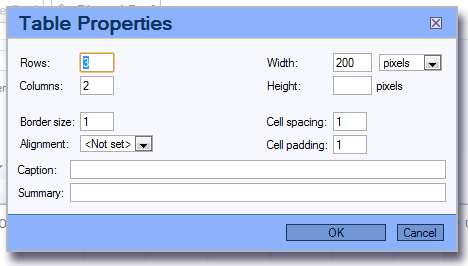 Table Properties
Rows: 3 Width: 200 pixels
Columns: 2 Height: pixels
Border size: 1 Cell spacing: 1
Alignment: <Not set> Cell padding: 1
Caption:
Summary:
OK Cancel